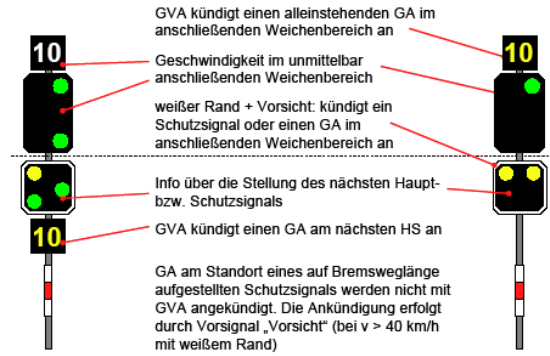 10
10
GVA kündigt einen alleinstehenden GA im
anschließenden Weichenbereich an
10
Geschwindigkeit im unmittelbar
anschließenden Weichenbereich
weißer Rand + Vorsicht: kündigt ein
Schutzsignal oder einen GA im
anschließenden Weichenbereich an
Info über die Stellung des nächsten Haupt-
bzw. Schutzsignals
GVA kündigt einen GA am nächsten HS an
GA am Standort eines auf Bremsweglänge
aufgestellten Schutzsignals werden nicht mit
GVA angekündigt. Die Ankündigung erfolgt
durch Vorsignal „Vorsicht“ (bei v > 40 km/h
mit weißem Rand)